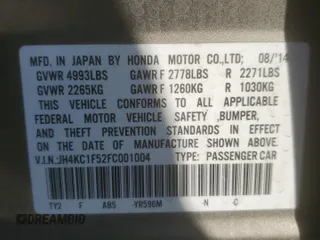 MFD. IN JAPAN BY HONDA MOTOR CO.,LTD; 08/'14
GVWR 4993LBS GAWR F 2778LBS R 2271LBS
GVWR 2265KG GAWR F 1260KG R 1030KG
THIS VEHICLE CONFORMS TO ALL APPLICABLE
FEDERAL MOTOR VEHICLE SAFETY ,BUMPER,
AND THEFT PREVENTION STANDARDS IN EFFECT
ON THE DATE OF MANUFACTURE SHOWN ABOVE.
V.I.N.:JH4KC1F52FC001004 TYPE: PASSENGER CAR
TY2 F AB5 -YR596M -N -C
© DREAMBID